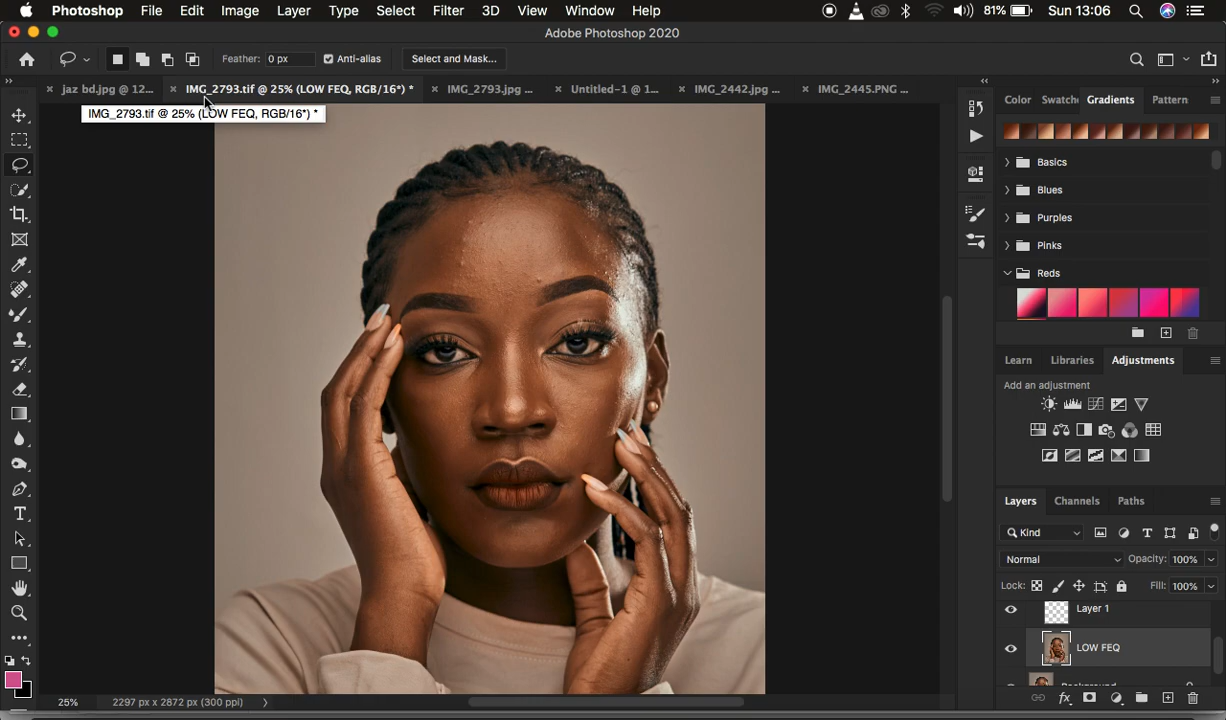 Photoshop File Edit Image Layer Type Select Filter 3D View Window Help 81% Sun 13:06
Adobe Photoshop 2020
Feather: 0 px Anti-alias Select and Mask...
jaz bd.jpg @ 12... IMG_2793.tif @ 25% (LOW FEQ, RGB/16*) * IMG_2793.jpg ... Untitled-1 @ 1... IMG_2442.jpg ... IMG_2445.PNG ...
IMG_2793.tif @ 25% (LOW FEQ, RGB/16*) *
Color Swatche Gradients Pattern
Basics
Blues
Purples
Pinks
Reds
Learn Libraries Adjustments
Add an adjustment
Layers Channels Paths
Kind
Normal Opacity: 100%
Lock: Fill: 100%
Layer 1
LOW FEQ
25% 2297 px x 2872 px (300 ppi)